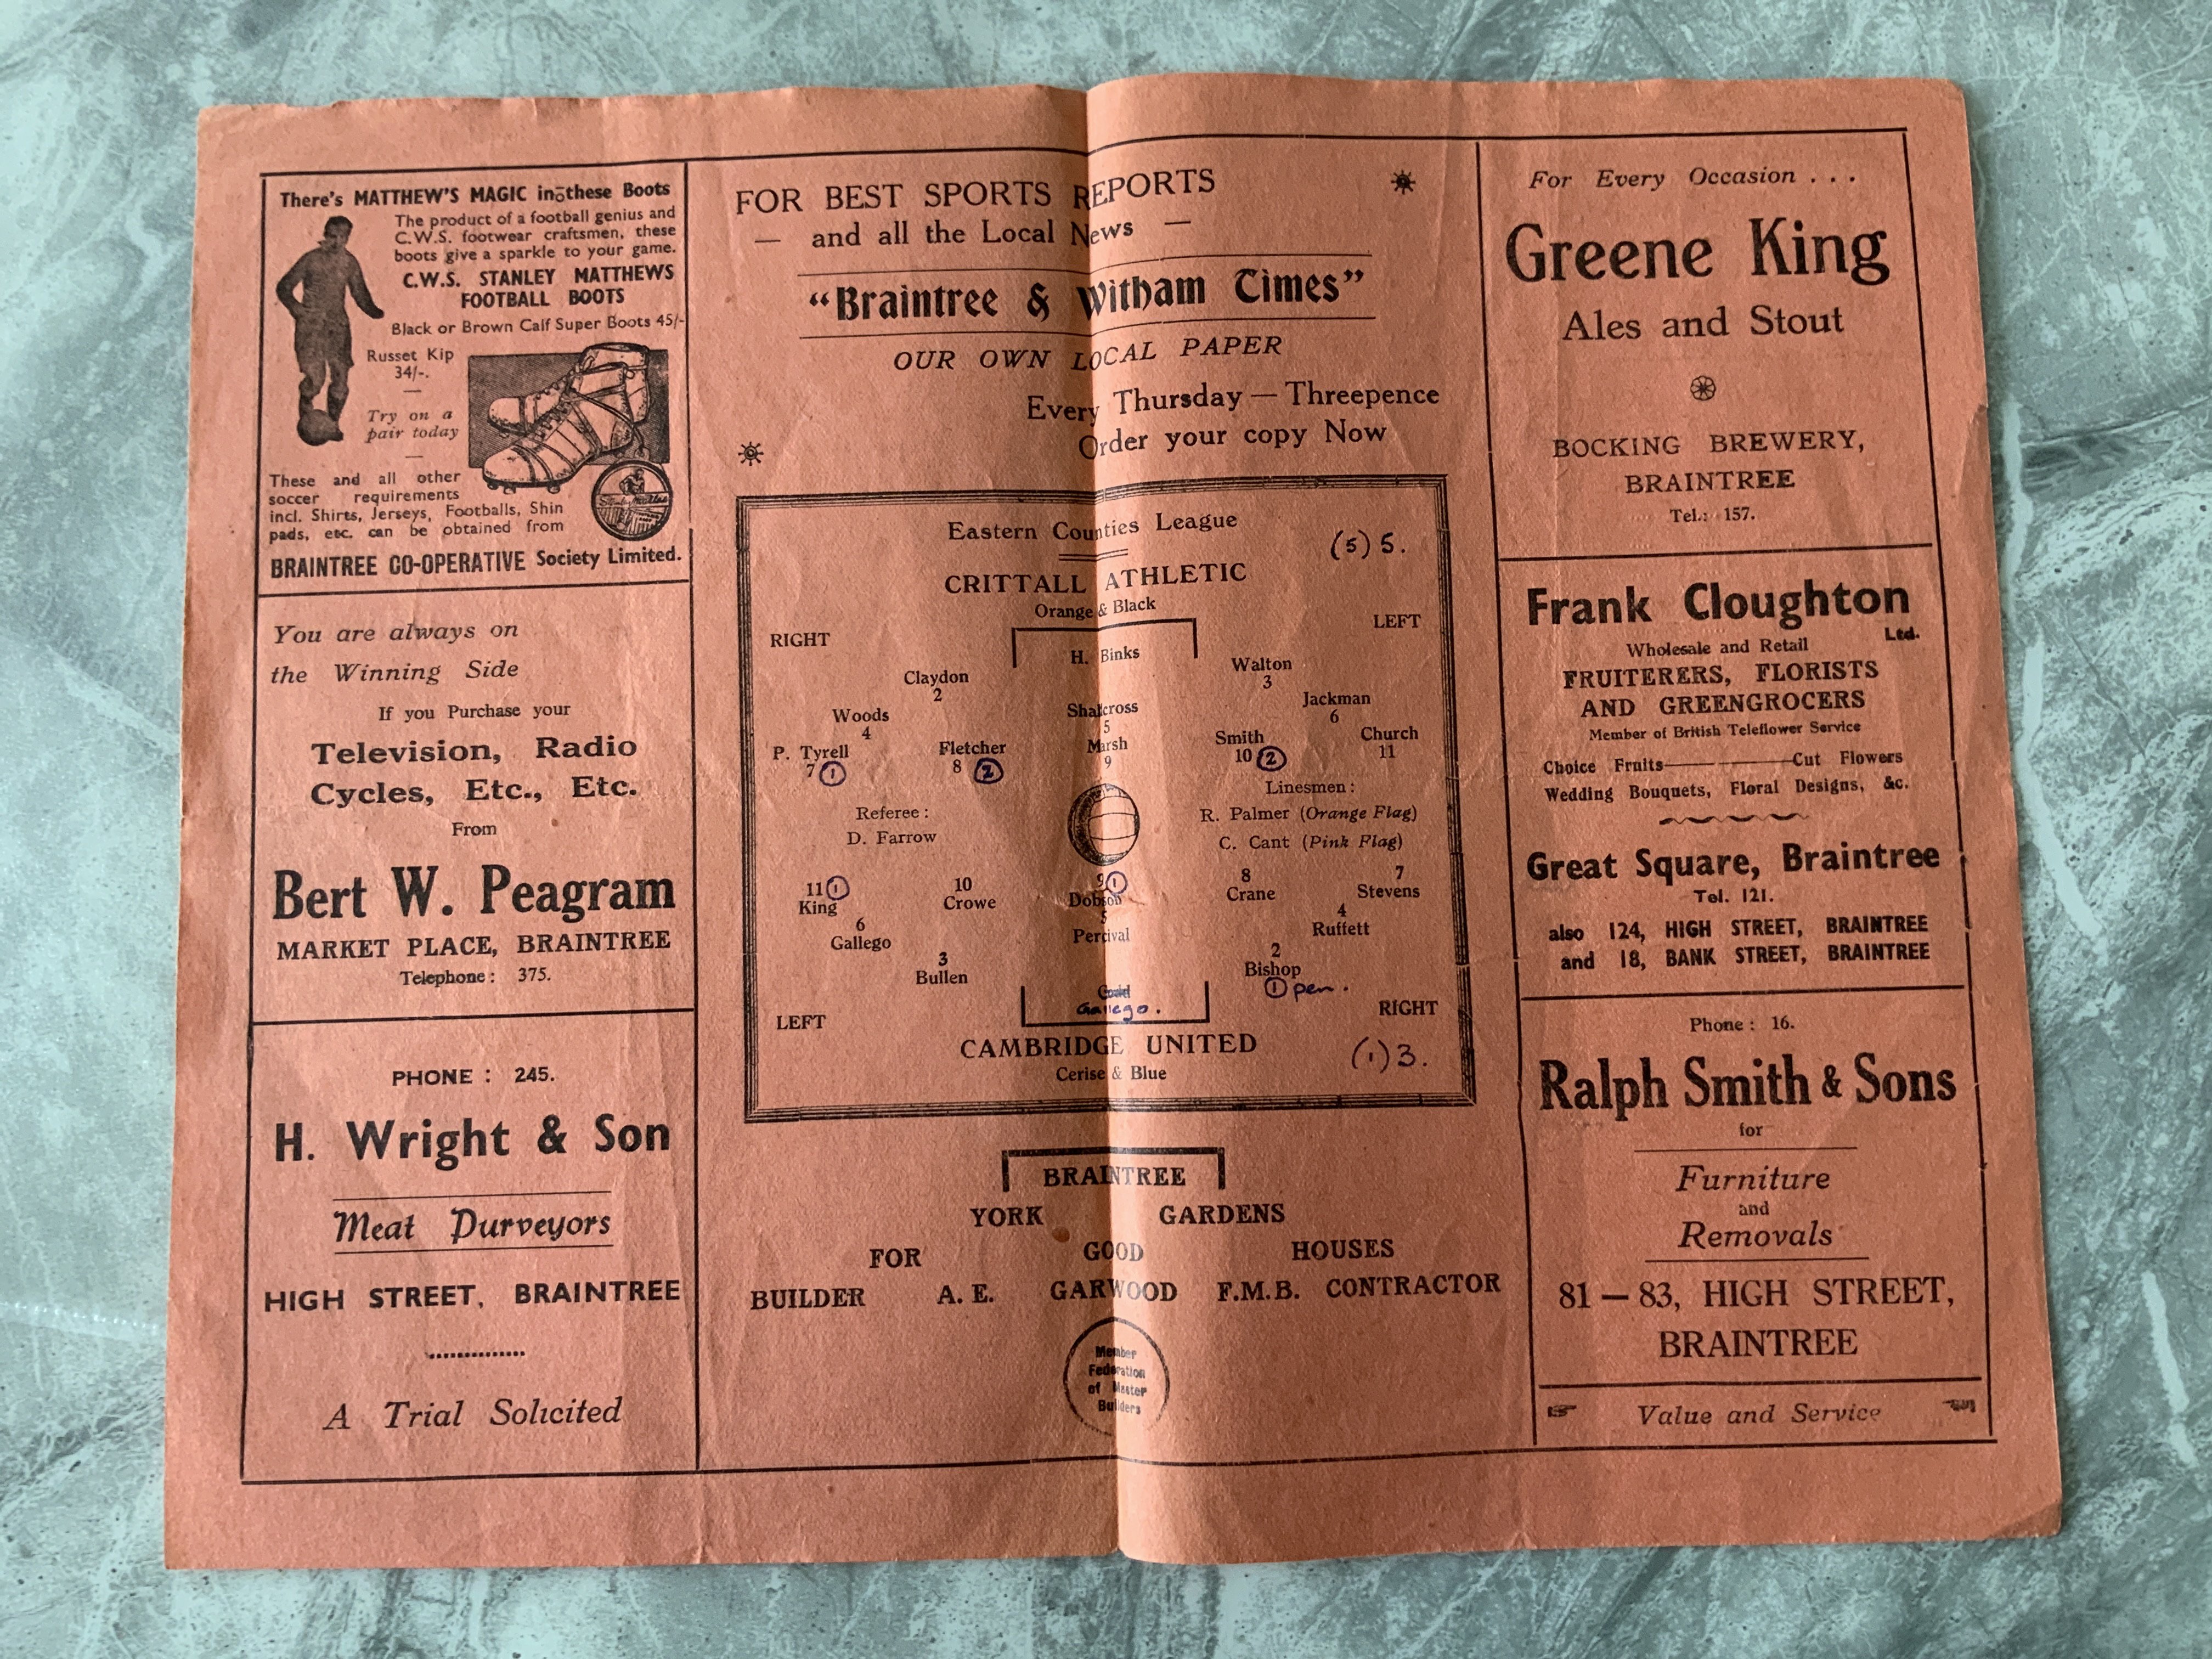 There's MATTHEW'S MAGIC in these Boots
The product of a football genius and
C.W.S. footwear craftsmen, these
boots give a sparkle to your game.
C.W.S. STANLEY MATTHEWS
FOOTBALL BOOTS
Black or Brown Calf Super Boots 45/-
Russet Kip
34/-.
Try on a
pair today
These and all other
soccer requirements
incl. Shirts, Jerseys, Footballs, Shin
pads, etc. can be obtained from
BRAINTREE CO-OPERATIVE Society Limited.
You are always on
the Winning Side
If you Purchase your
Television, Radio
Cycles, Etc., Etc.
From
Bert W. Peagram
MARKET PLACE, BRAINTREE
Telephone: 375.
PHONE: 245.
H. Wright & Son
Meat Purveyors
HIGH STREET, BRAINTREE
A Trial Solicited
FOR BEST SPORTS REPORTS
— and all the Local News —
"Braintree & Witham Times"
OUR OWN LOCAL PAPER
Every Thursday — Threepence
Order your copy Now
Eastern Counties League
(5) 5.
CRITTALL ATHLETIC
Orange & Black
RIGHT LEFT
H. Binks
Claydon Walton
2 3
Woods Shallcross Jackman
4 5 6
P. Tyrell Fletcher Marsh Smith Church
7 (1) 8 (2) 9 10 (2) 11
Referee: Linesmen:
D. Farrow R. Palmer (Orange Flag)
C. Cant (Pink Flag)
11 (1) 10 9 (1) 8 7
King Crowe Dobson Crane Stevens
6 5 4
Gallego Percival Ruffett
3 2
Bullen Bishop
(1) pen.
Gallego.
LEFT RIGHT
CAMBRIDGE UNITED (1) 3.
Cerise & Blue
BRAINTREE
YORK GARDENS
FOR GOOD HOUSES
BUILDER A. E. GARWOOD F.M.B. CONTRACTOR
Member
Federation
of Master
Builders
For Every Occasion . . .
Greene King
Ales and Stout
BOCKING BREWERY,
BRAINTREE
Tel.: 157.
Frank Cloughton
Ltd.
Wholesale and Retail
FRUITERERS, FLORISTS
AND GREENGROCERS
Member of British Teleflower Service
Choice Fruits————Cut Flowers
Wedding Bouquets, Floral Designs, &c.
Great Square, Braintree
Tel. 121.
also 124, HIGH STREET, BRAINTREE
and 18, BANK STREET, BRAINTREE
Phone: 16.
Ralph Smith & Sons
for
Furniture
and
Removals
81 — 83, HIGH STREET,
BRAINTREE
Value and Service